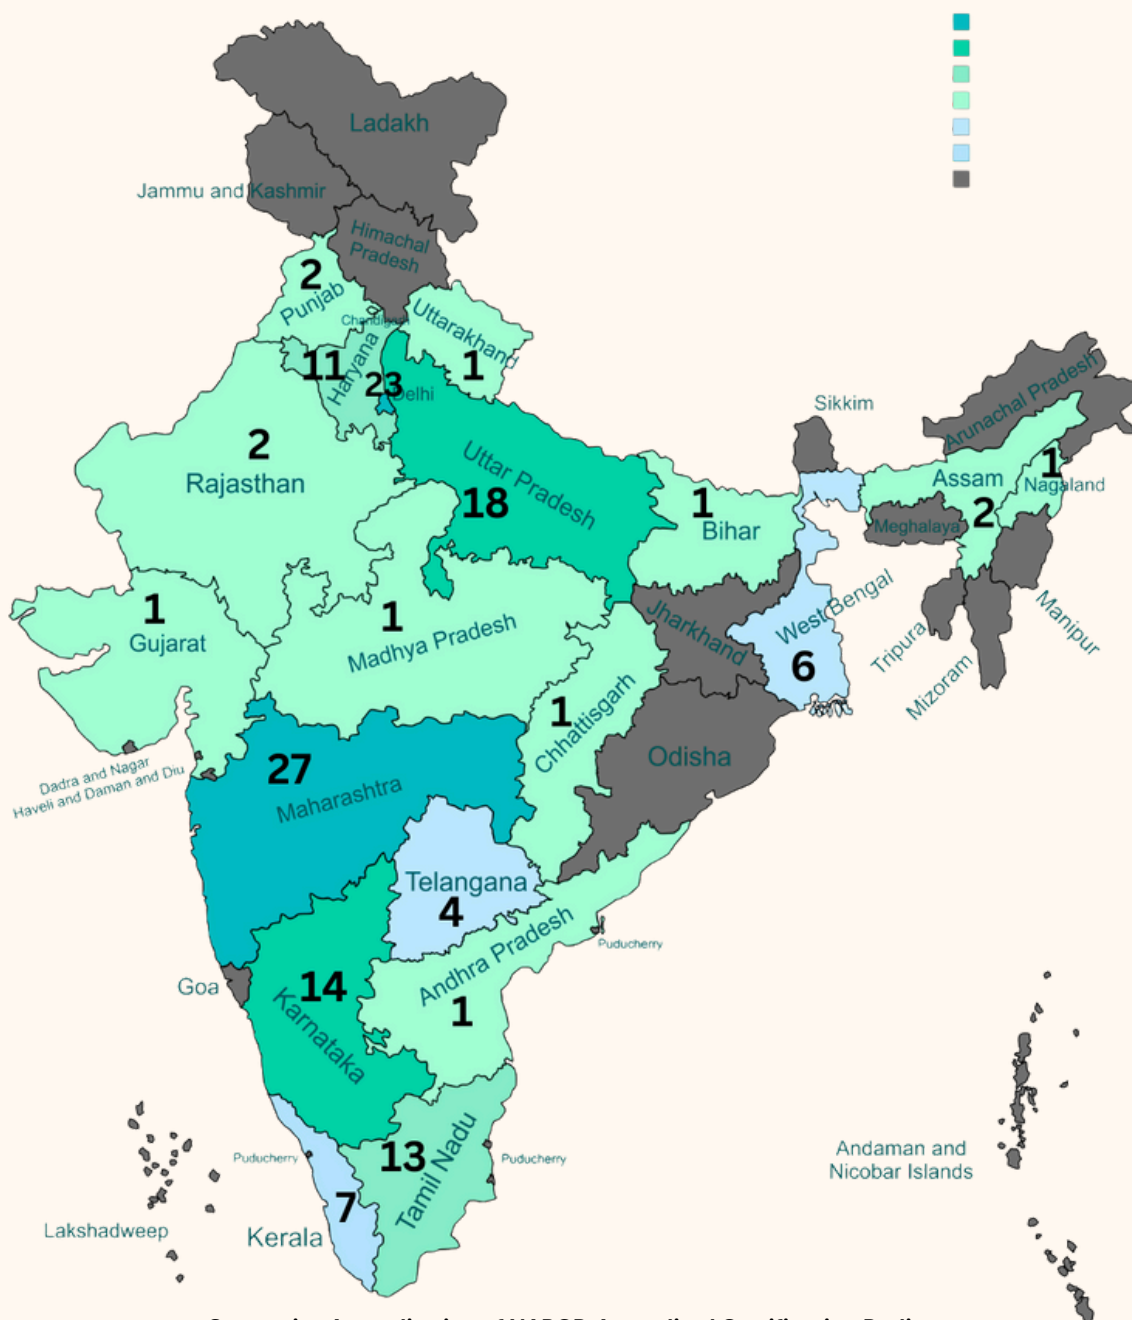 Ladakh
Jammu and Kashmir
Himachal
Pradesh
2
Punjab
Chandigarh
Uttarakhand
1
11
Haryana
23
Delhi
2
Rajasthan
Uttar Pradesh
18
Sikkim
Arunachal Pradesh
Assam
1
Nagaland
2
Meghalaya
1
Bihar
1
Gujarat
1
Madhya Pradesh
Jharkhand
West Bengal
6
Tripura
Mizoram
Manipur
1
Chhattisgarh
Odisha
Dadra and Nagar
Haveli and Daman and Diu
27
Maharashtra
Telangana
4
Andhra Pradesh
1
Puducherry
Goa
14
Karnataka
13
Tamil Nadu
Puducherry
Puducherry
7
Kerala
Lakshadweep
Andaman and
Nicobar Islands